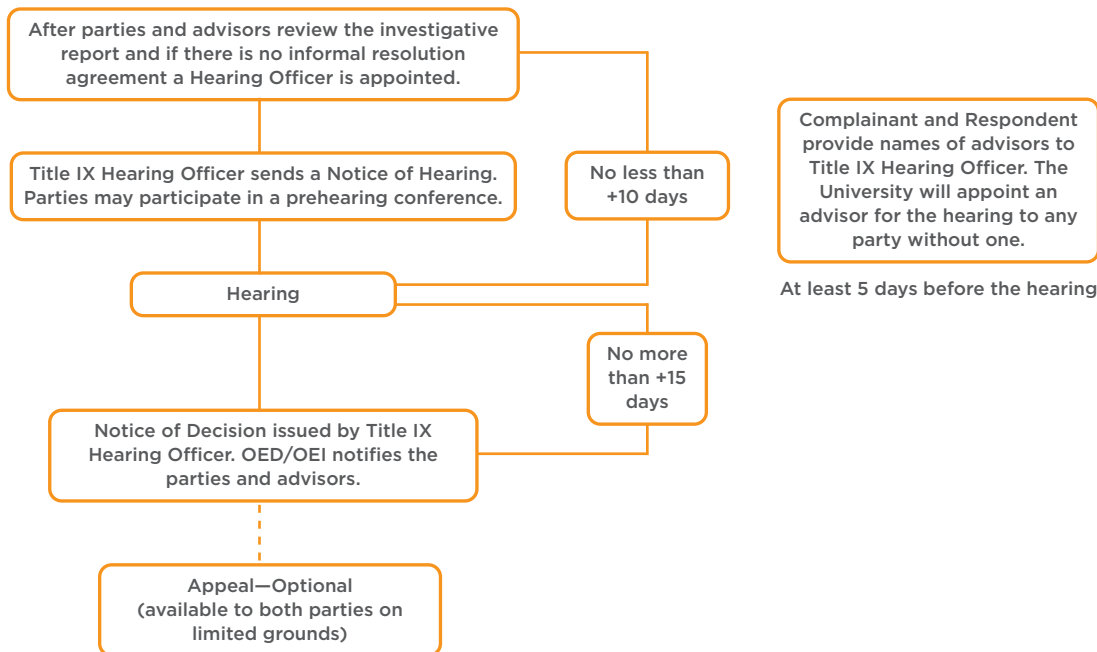 After parties and advisors review the investigative
report and if there is no informal resolution
agreement a Hearing Officer is appointed.
Title IX Hearing Officer sends a Notice of Hearing.
Parties may participate in a prehearing conference.
No less than
+10 days
Complainant and Respondent
provide names of advisors to
Title IX Hearing Officer. The
University will appoint an
advisor for the hearing to any
party without one.
At least 5 days before the hearing
Hearing
No more
than +15
days
Notice of Decision issued by Title IX
Hearing Officer. OED/OEI notifies the
parties and advisors.
Appeal—Optional
(available to both parties on
limited grounds)